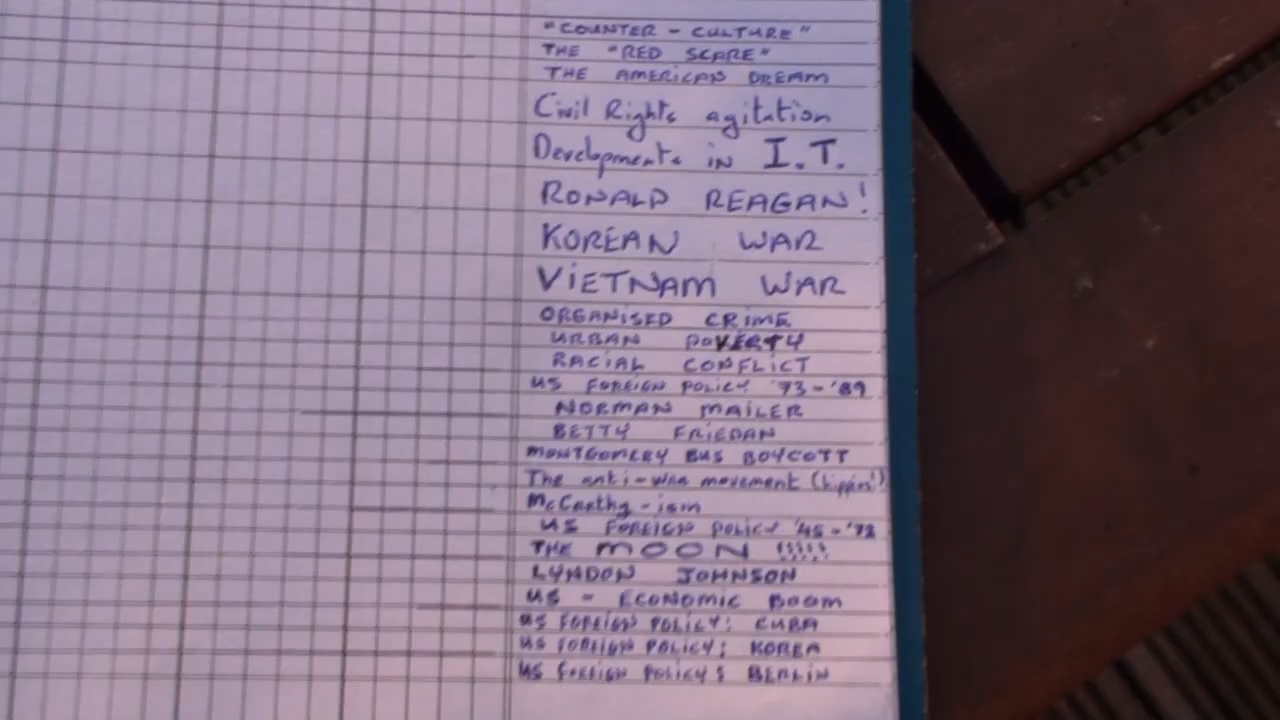 "COUNTER - CULTURE"
THE "RED SCARE"
THE AMERICAN DREAM
Civil Rights agitation
Developments in I.T.
RONALD REAGAN!
KOREAN WAR
ViETNAM WAR
ORGANISED CRIME
URBAN POVERTY
RACIAL CONFLICT
US FOREIGN POLICY '73-'89
NORMAN MAILER
BETTY FRIEDAN
MONTGOMERY BUS BOYCOTT
The anti-war movement (hippies!)
McCarthy-ism
US FOREIGN POLICY '45-'73
THE MOON !!!!!
LYNDON JOHNSON
US - ECONOMIC BOOM
US FOREIGN POLICY: CUBA
US FOREIGN POLICY: KOREA
US FOREIGN POLICY: BERLIN